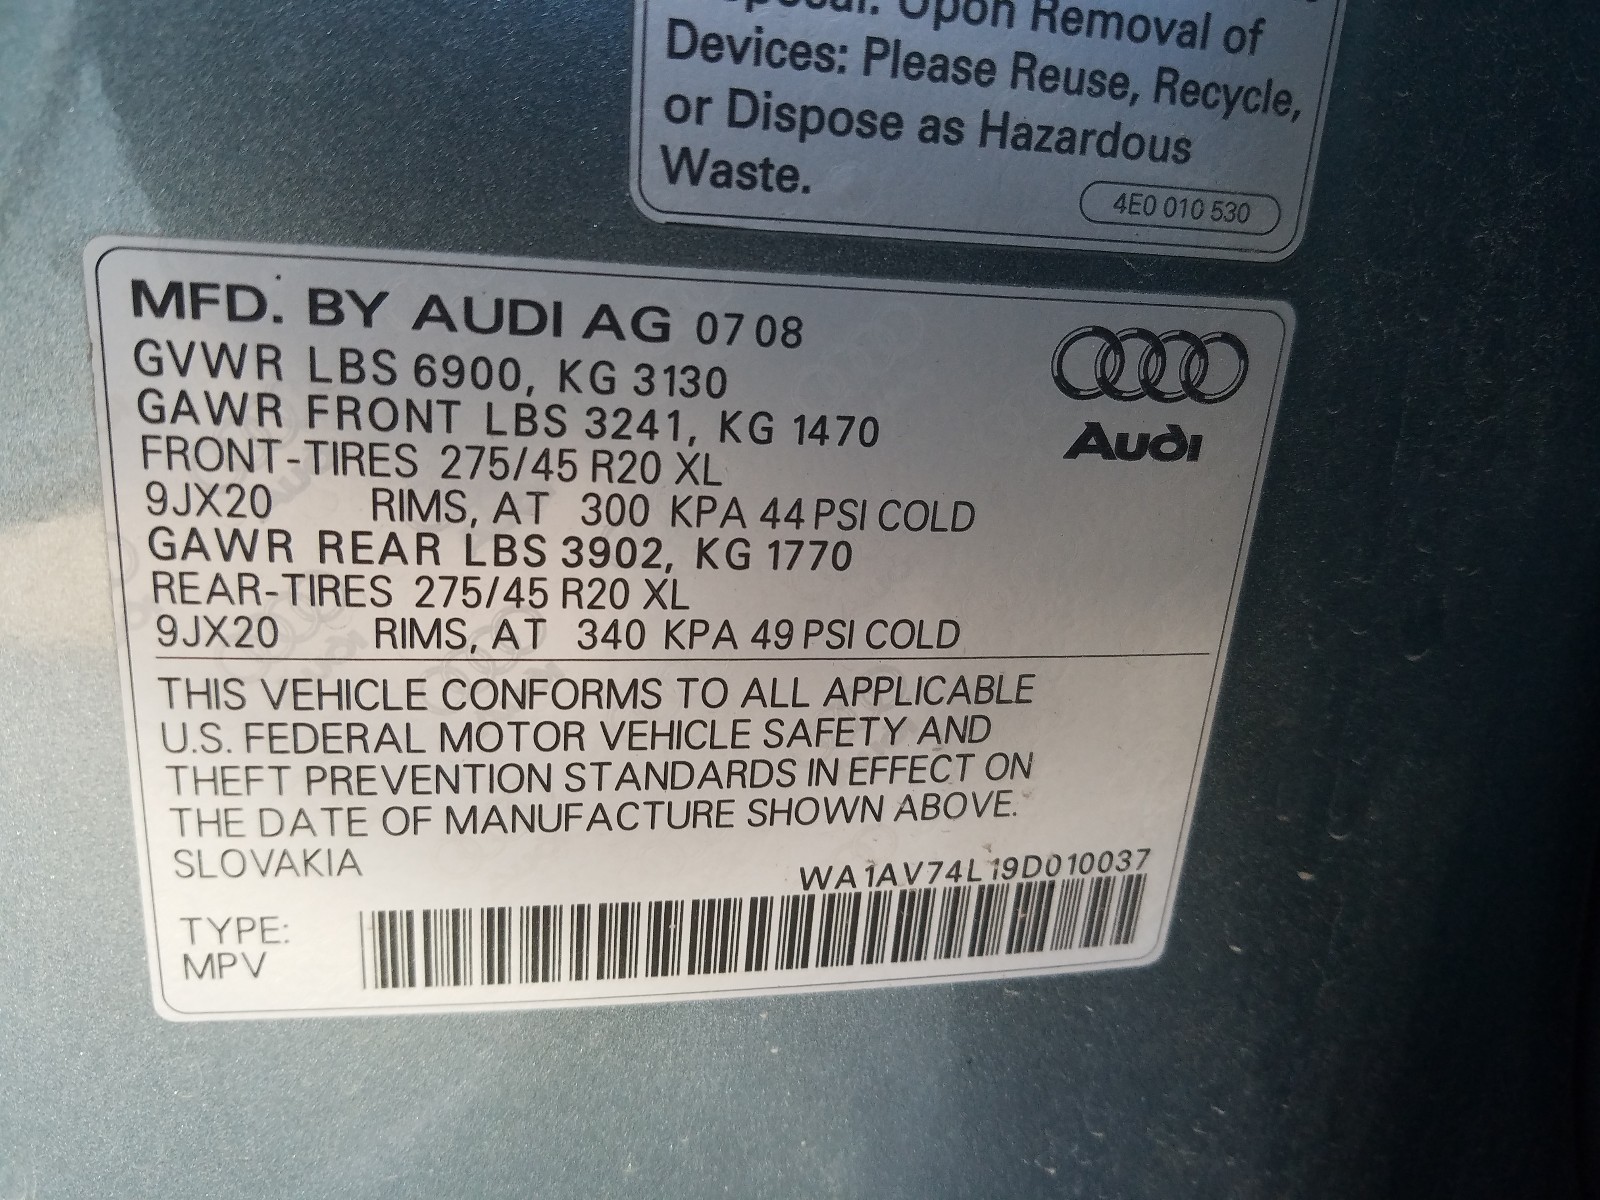 Upon Removal of
Devices: Please Reuse, Recycle,
or Dispose as Hazardous
Waste.
4E0 010 530
MFD. BY AUDI AG 07 08
GVWR LBS 6900, KG 3130
GAWR FRONT LBS 3241, KG 1470
FRONT-TIRES 275/45 R20 XL
9JX20 RIMS, AT 300 KPA 44 PSI COLD
GAWR REAR LBS 3902, KG 1770
REAR-TIRES 275/45 R20 XL
9JX20 RIMS, AT 340 KPA 49 PSI COLD
Audi
THIS VEHICLE CONFORMS TO ALL APPLICABLE
U.S. FEDERAL MOTOR VEHICLE SAFETY AND
THEFT PREVENTION STANDARDS IN EFFECT ON
THE DATE OF MANUFACTURE SHOWN ABOVE.
SLOVAKIA
WA1AV74L19D010037
TYPE:
MPV